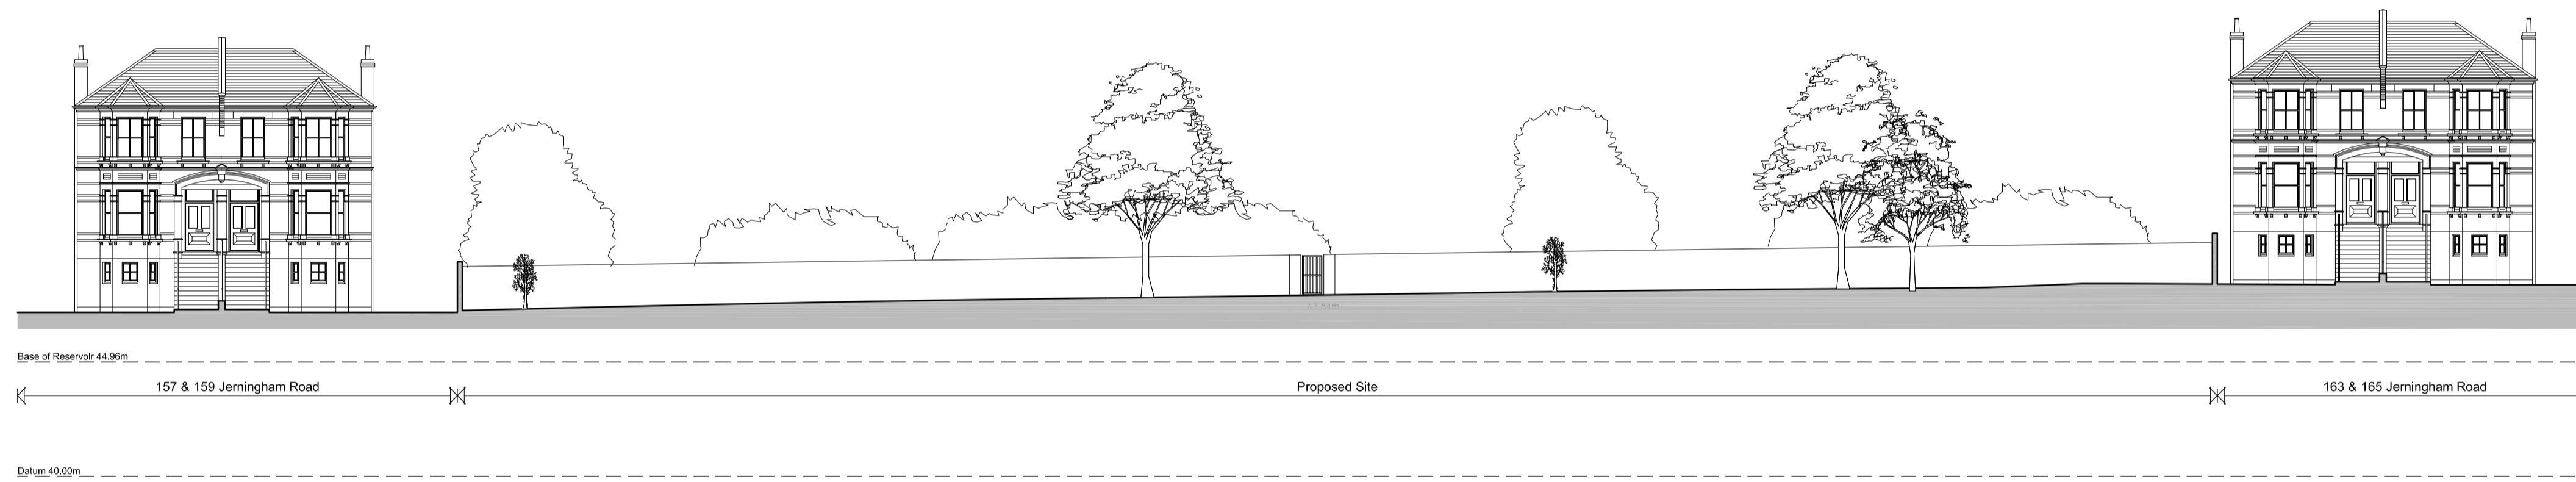 Base of Reservoir 44.96m
157 & 159 Jerningham Road
Proposed Site
163 & 165 Jerningham Road
Datum 40.00m